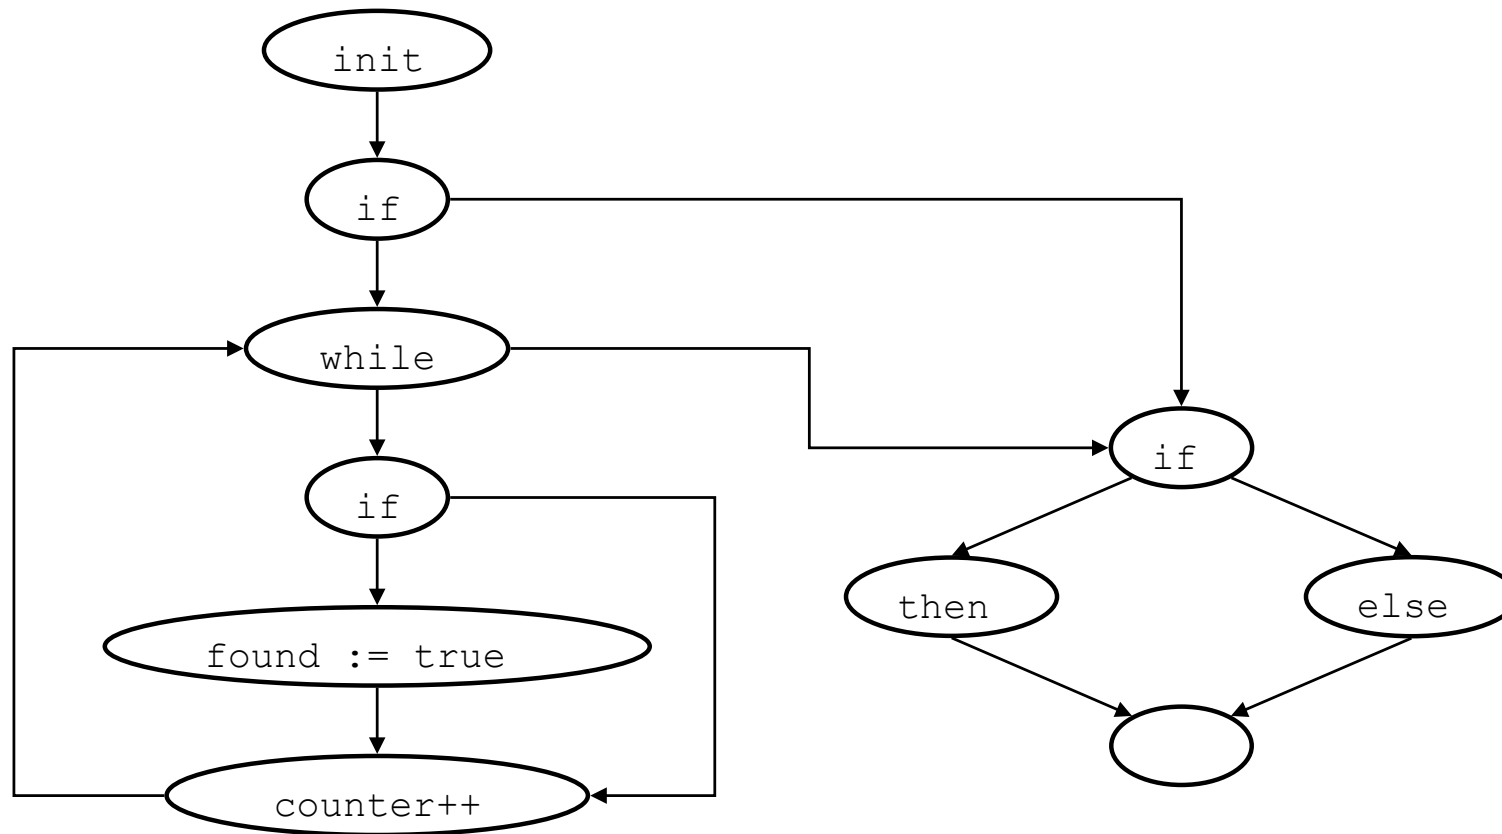 init
if
while
if
if
then
else
found := true
counter++